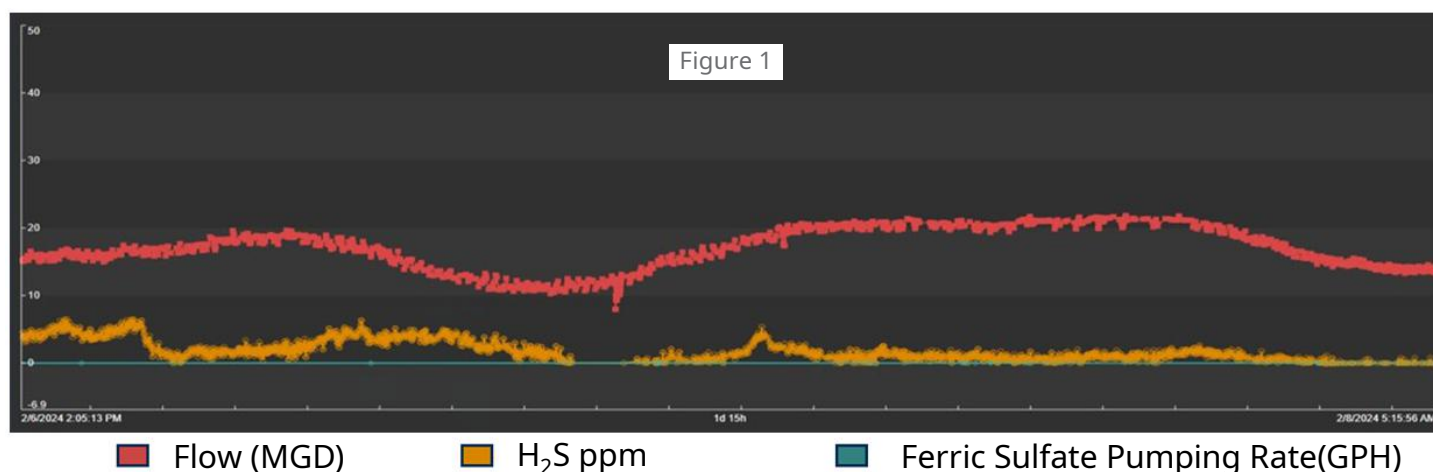 50
Figure 1
40
30
20
10
0
-6.9
2/6/2024 2:05:13 PM 1d 15h 2/8/2024 5:15:56 AM
Flow (MGD) H₂S ppm Ferric Sulfate Pumping Rate(GPH)